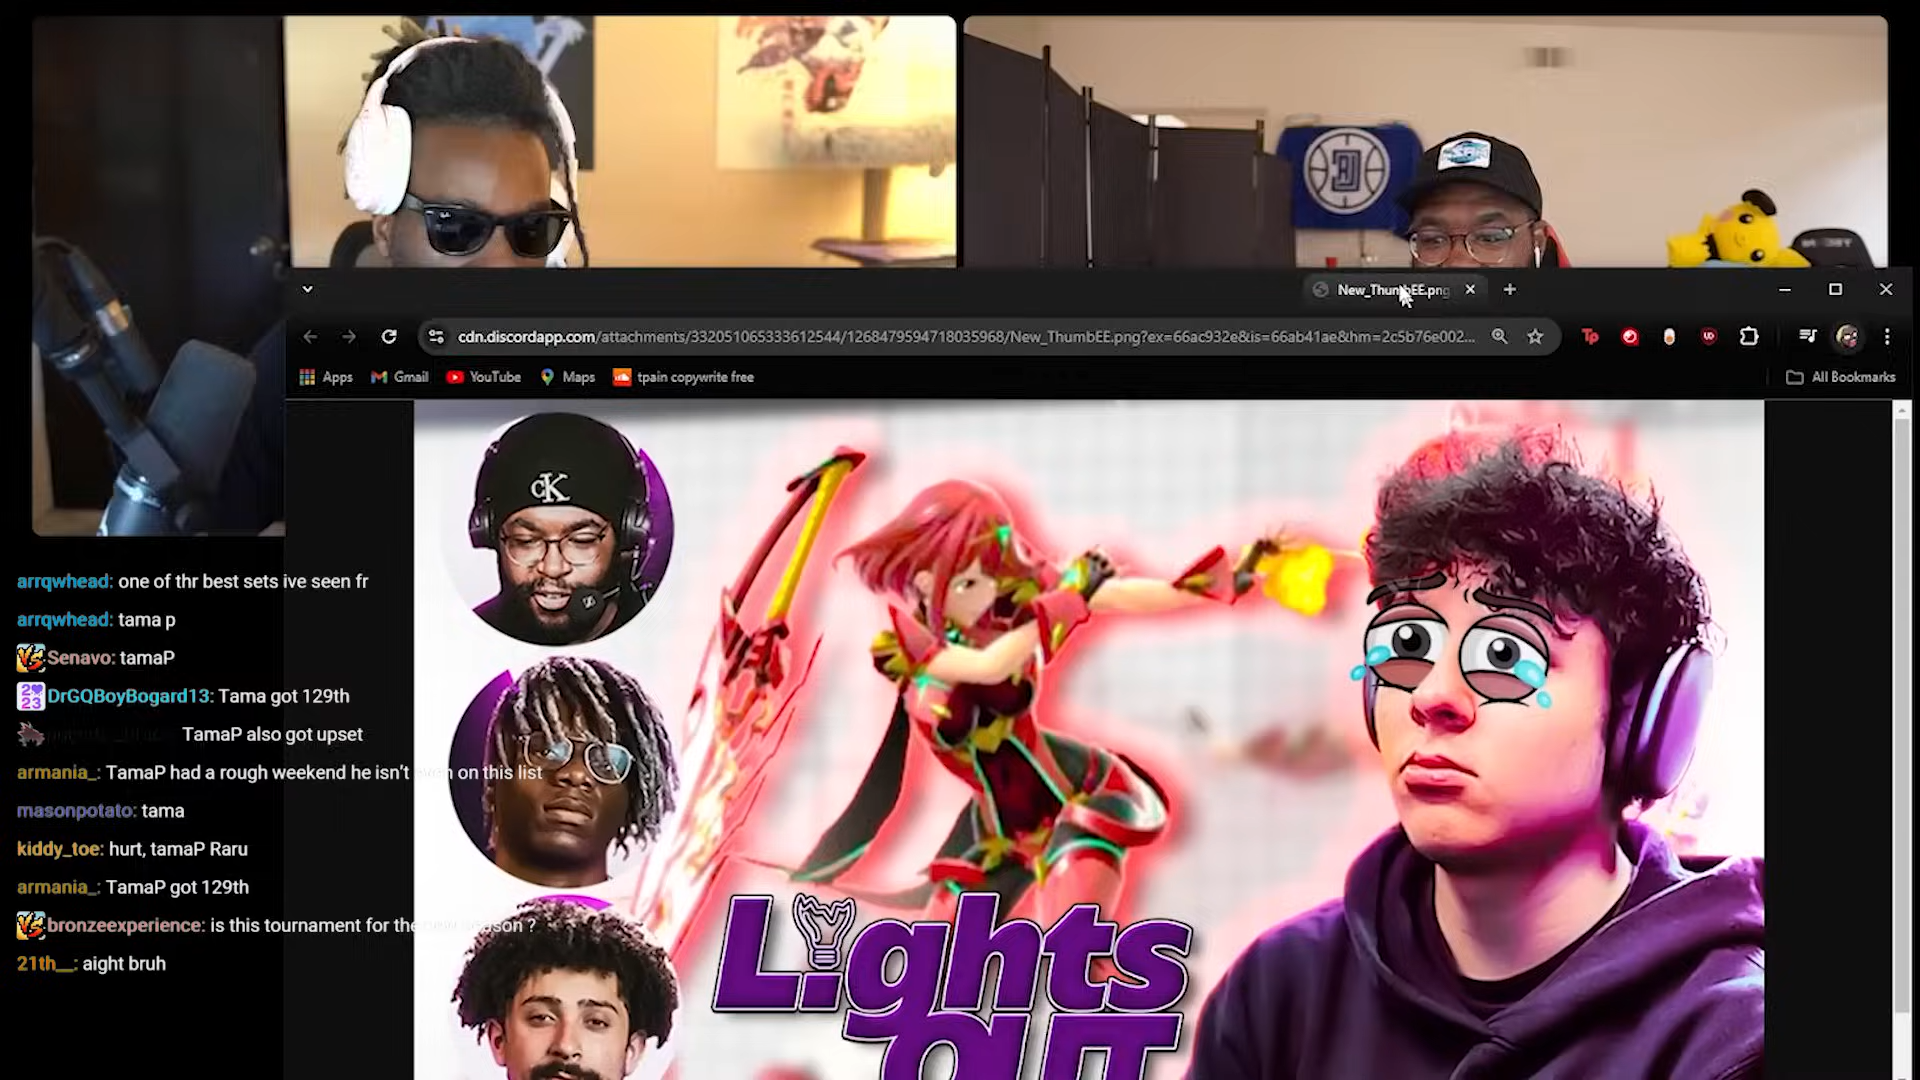 New_ThumbEE.png
cdn.discordapp.com/attachments/332051065333612544/1268479594718035968/New_ThumbEE.png?ex=66ac932e&is=66ab41ae&hm=2c5b76e002...
Apps
Gmail
YouTube
Maps
tpain copywrite free
All Bookmarks
CK
arrqwhead: one of thr best sets ive seen fr
arrqwhead: tama p
Senavo: tamaP
DrGQBoyBogard13: Tama got 129th
TamaP also got upset
armania_: TamaP had a rough weekend he isn't even on this list
masonpotato: tama
kiddy_toe: hurt, tamaP Raru
armania_: TamaP got 129th
bronzeexperience: is this tournament for the season ?
21th__: aight bruh
Lights
OUT